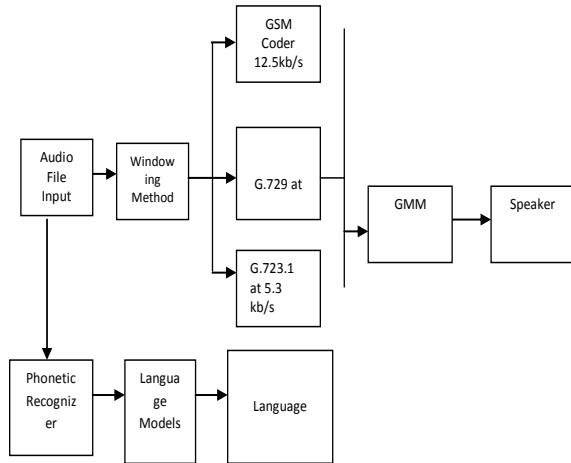 GSM
Coder
12.5kb/s
Audio
File
Input
Window
ing
Method
G.729 at
GMM
Speaker
G.723.1
at 5.3
kb/s
Phonetic
Recogniz
er
Langua
ge
Models
Language